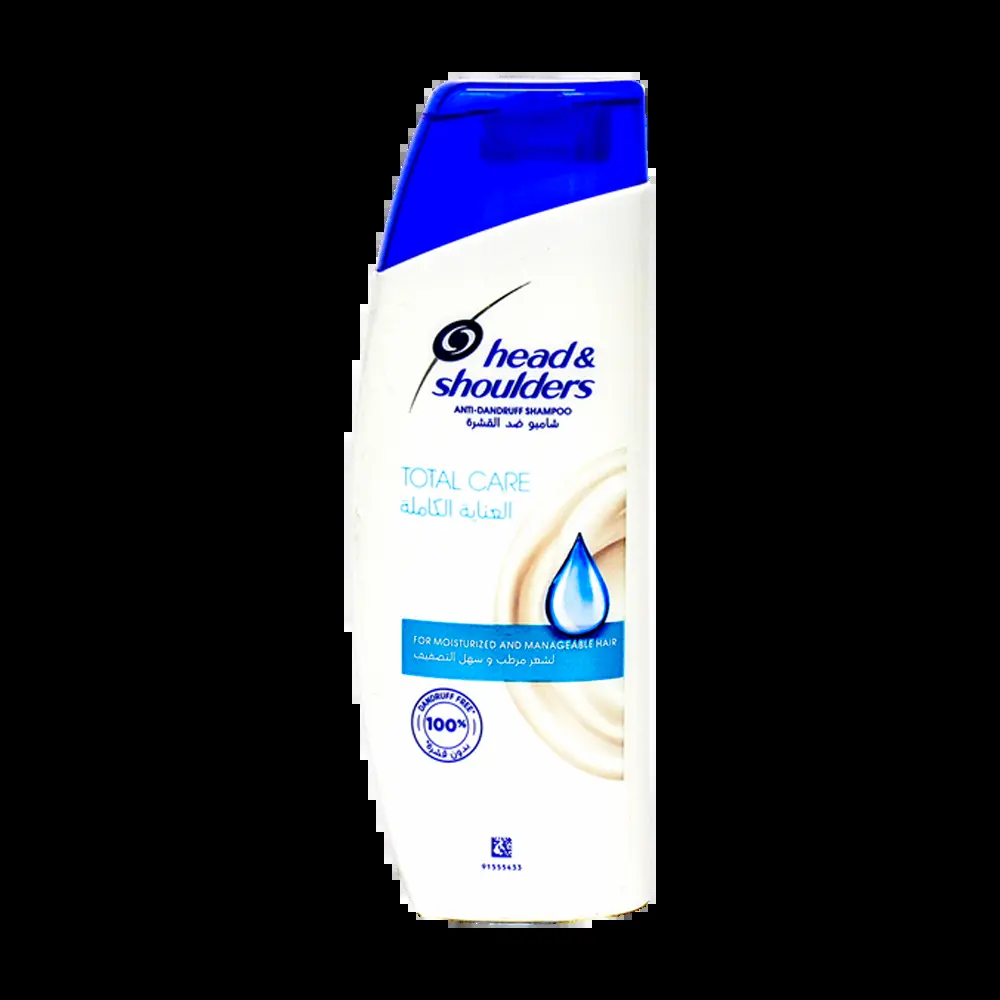 head &
shoulders
ANTI-DANDRUFF SHAMPOO
شامبو ضد القشرة
TOTAL CARE
العناية الكاملة
FOR MOISTURIZED AND MANAGEABLE HAIR
لشعر مرطب و سهل التصفيف
DANDRUFF FREE*
100%
بدون قشرة*
91555453